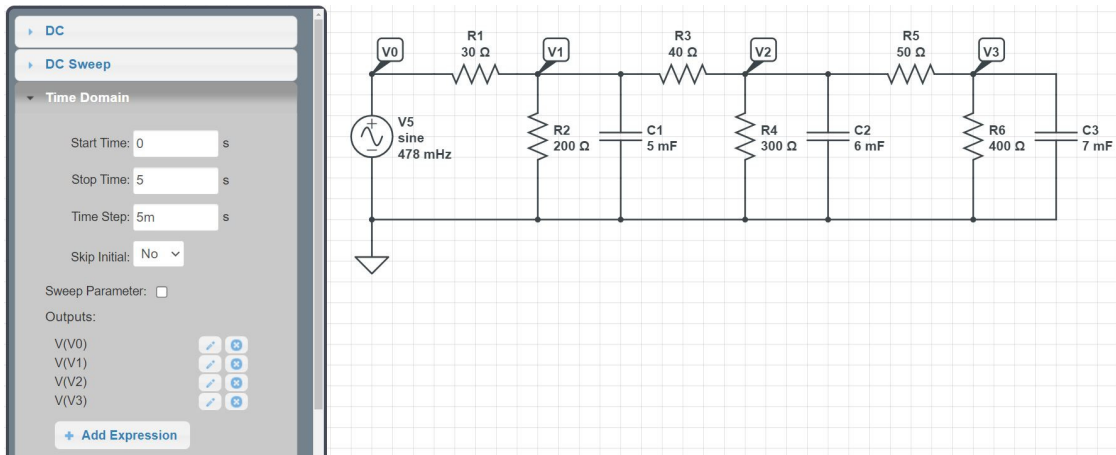 DC
DC Sweep
Time Domain
Start Time: 0 s
Stop Time: 5 s
Time Step: 5m s
Skip Initial: No
Sweep Parameter:
Outputs:
V(V0)
V(V1)
V(V2)
V(V3)
+ Add Expression
V0
R1
30 Ω
V1
R3
40 Ω
V2
R5
50 Ω
V3
V5
sine
478 mHz
R2
200 Ω
C1
5 mF
R4
300 Ω
C2
6 mF
R6
400 Ω
C3
7 mF